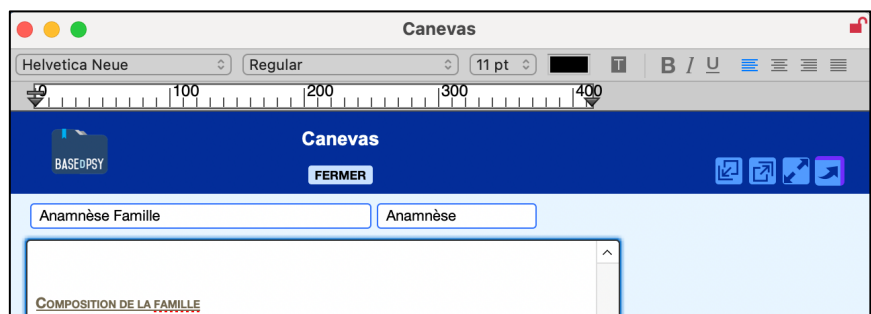 Canevas
Helvetica Neue Regular 11 pt T B I U
0 100 200 300 400
BASEDPSY
Canevas
FERMER
Anamnèse Famille Anamnèse
COMPOSITION DE LA FAMILLE